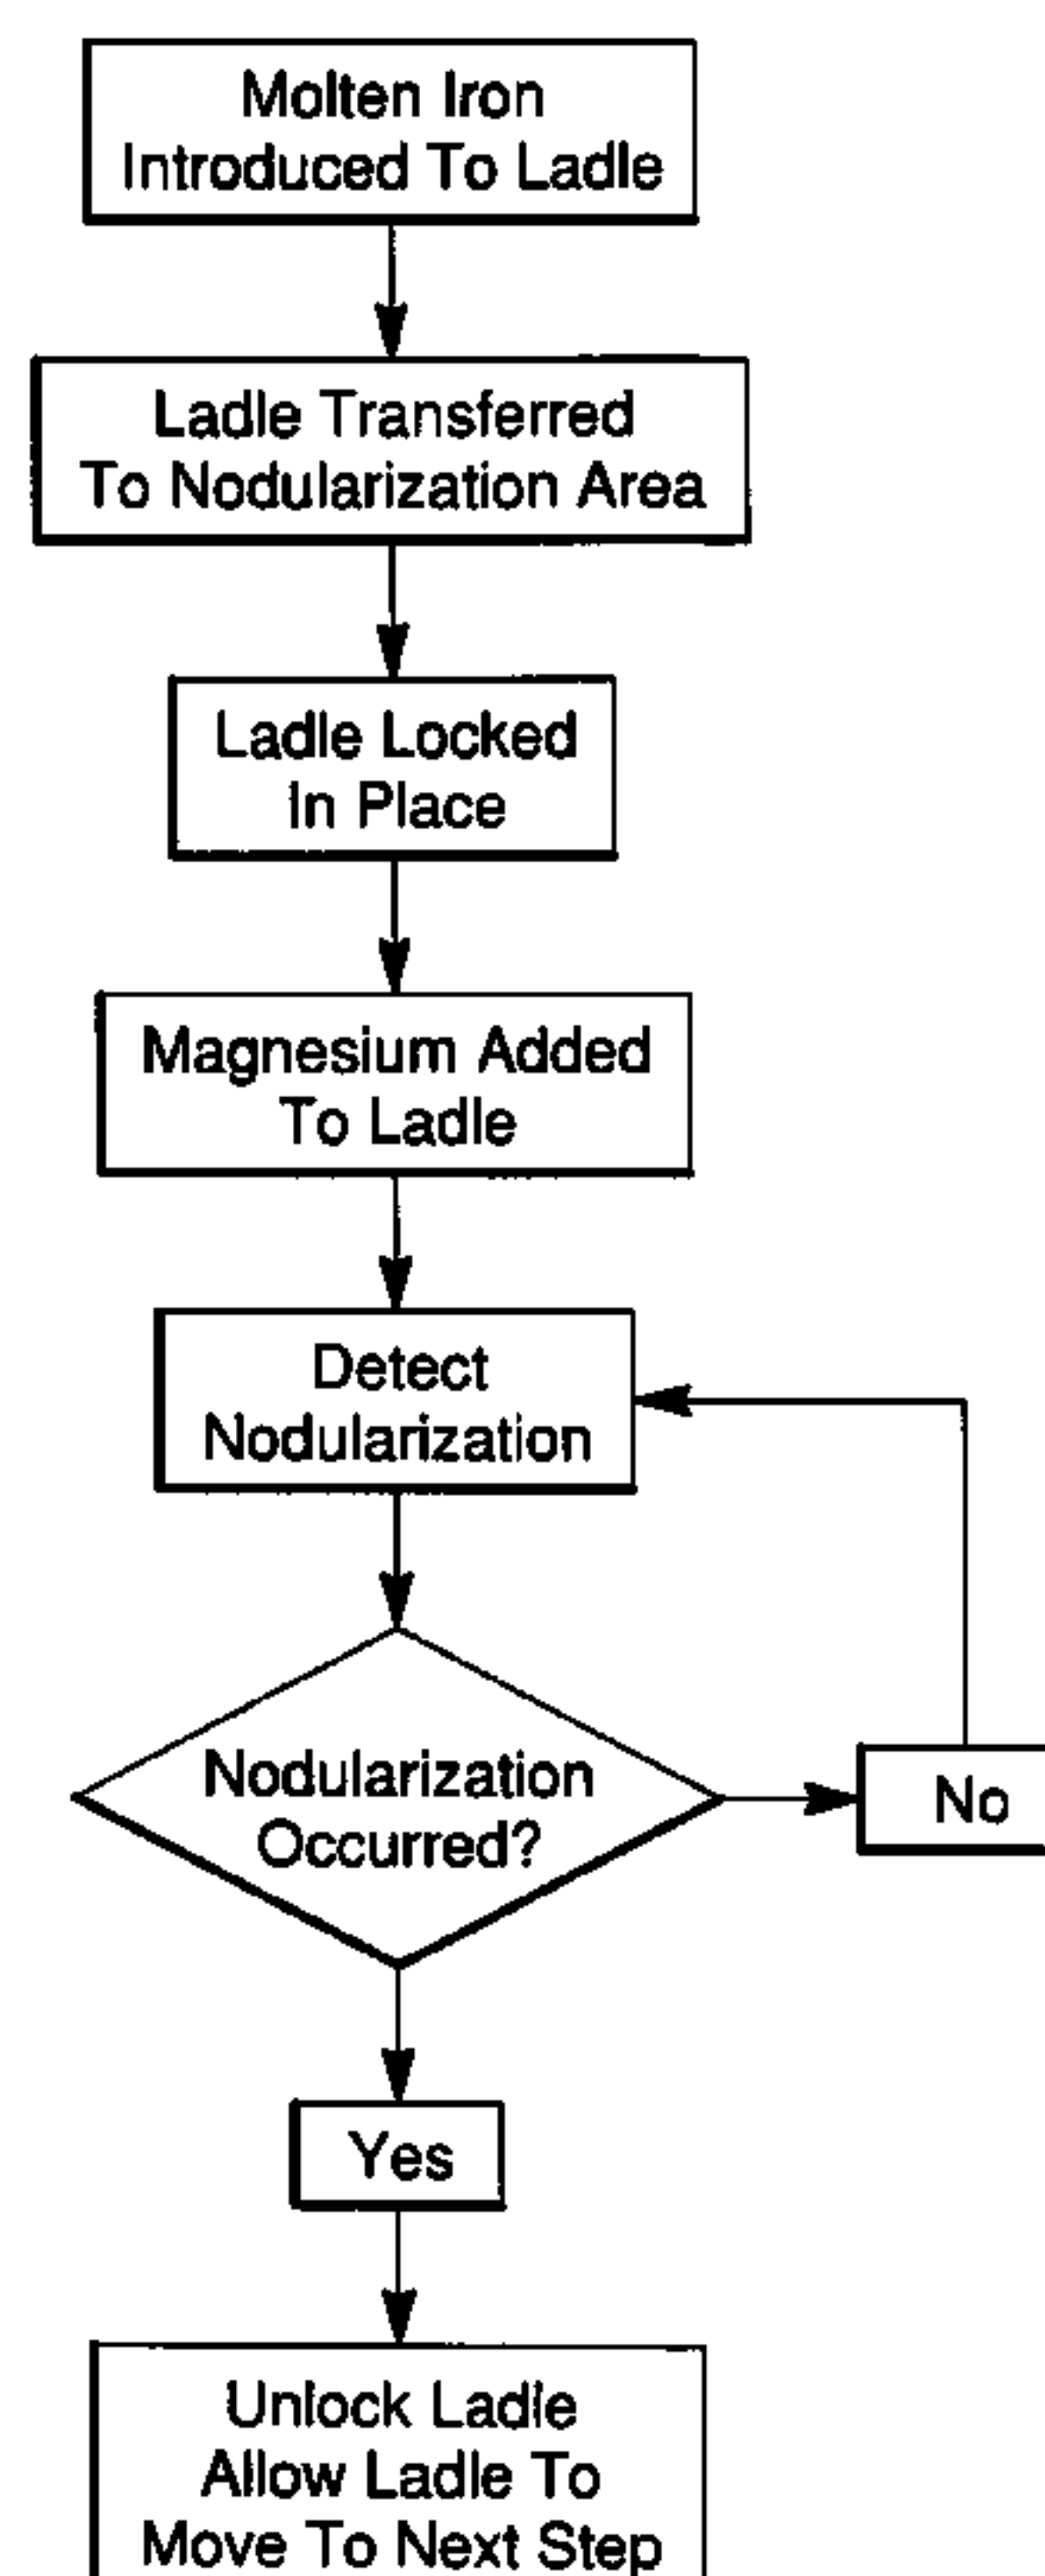 Molten Iron
Introduced To Ladle
Ladle Transferred
To Nodularization Area
Ladle Locked
In Place
Magnesium Added
To Ladle
Detect
Nodularization
Nodularization
Occurred?
No
Yes
Unlock Ladle
Allow Ladle To
Move To Next Step